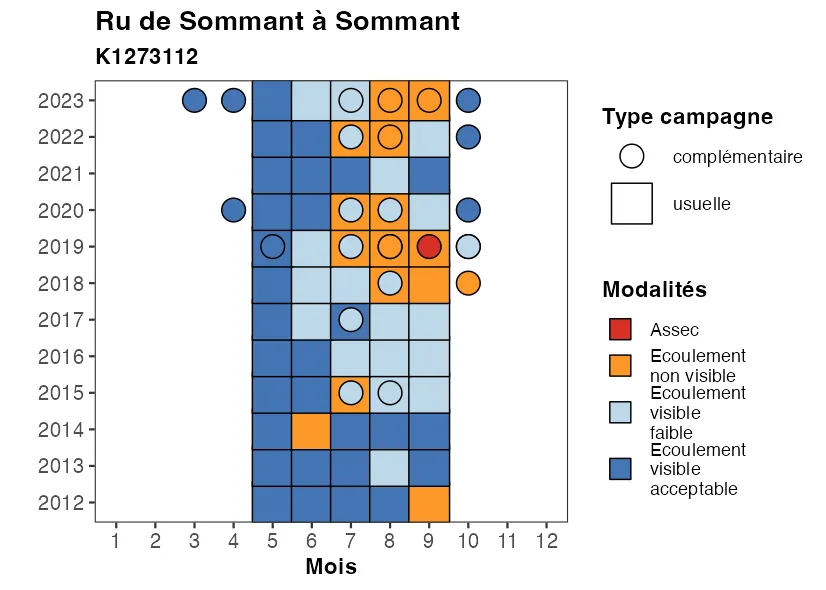 Ru de Sommant à Sommant
K1273112
2023
2022
2021
2020
2019
2018
2017
2016
2015
2014
2013
2012
1 2 3 4 5 6 7 8 9 10 11 12
Mois
Type campagne
complémentaire
usuelle
Modalités
Assec
Ecoulement
non visible
Ecoulement
visible
faible
Ecoulement
visible
acceptable